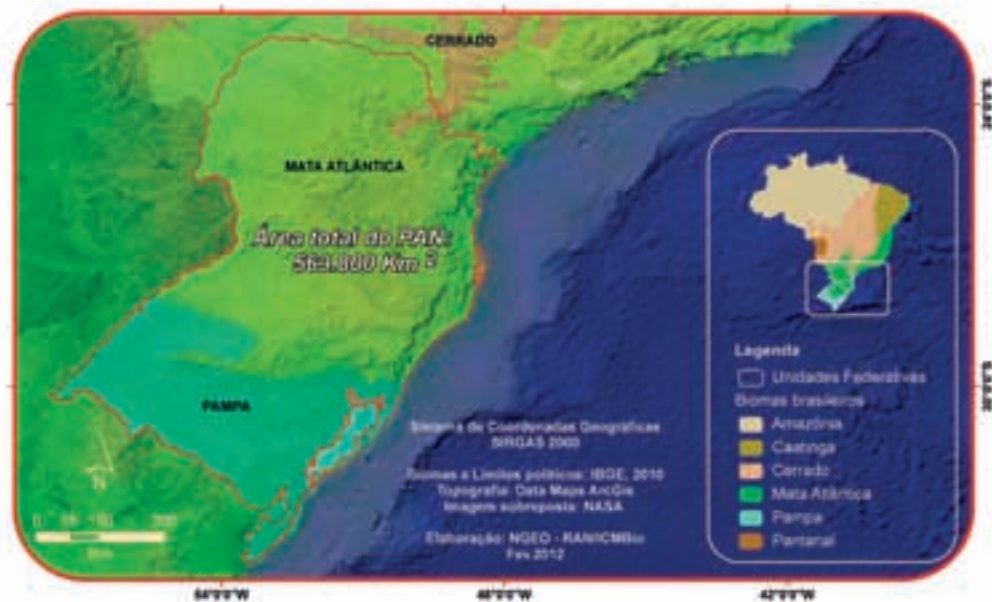 CERRADO
MATA ATLÂNTICA
Área total do PAN:
Km²
PAMPA
Sistema de Coordenadas Geográficas
SIRGAS 2000
Biomas e Limites políticos: IBGE, 2010
Topografia: Data Maps ArcGis
Imagem sobreposta: NASA
Elaboração: NGEO - RAN/ICMBio
Fev 2012
N
0
Km
Legenda
Unidades Federativas
Biomas brasileiros
Amazônia
Caatinga
Cerrado
Mata Atlântica
Pampa
Pantanal
54°0'0"W
48°0'0"W
42°0'0"W